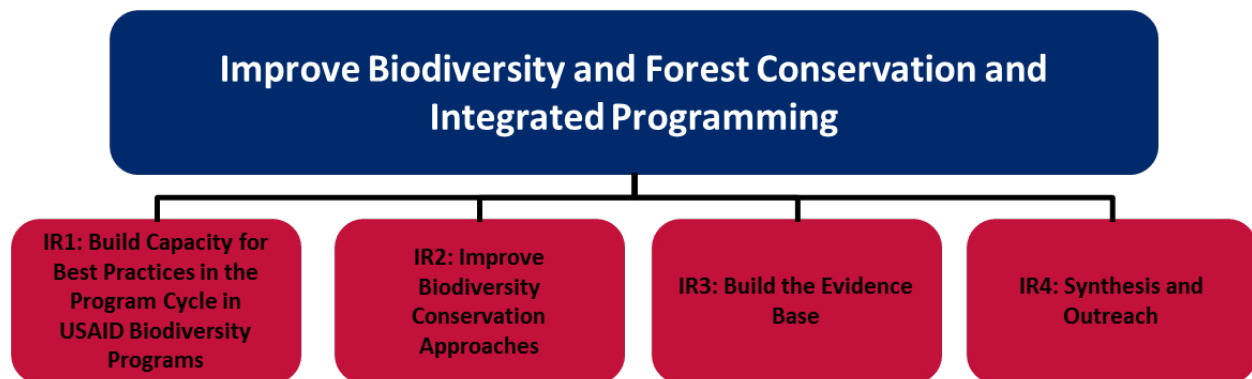 Improve Biodiversity and Forest Conservation and
Integrated Programming
IR1: Build Capacity for
Best Practices in the
Program Cycle in
USAID Biodiversity
Programs
IR2: Improve
Biodiversity
Conservation
Approaches
IR3: Build the Evidence
Base
IR4: Synthesis and
Outreach